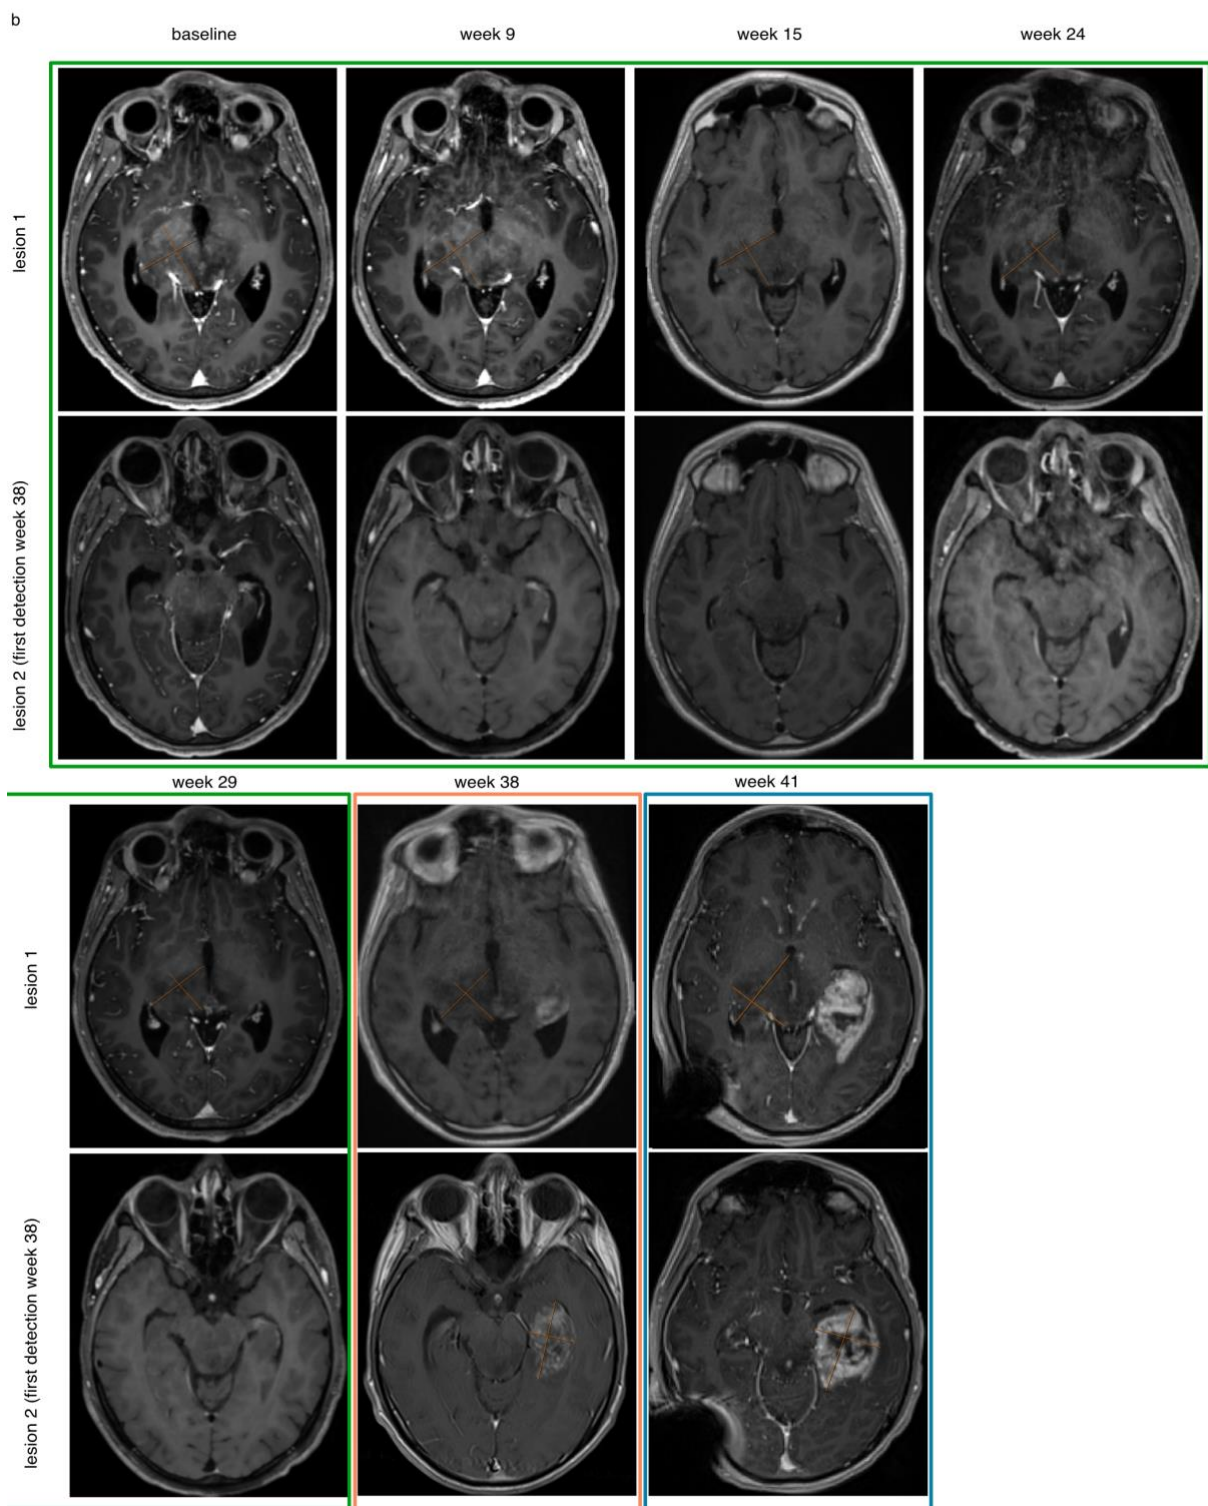 b
baseline
week 9
week 15
week 24
lesion 1
lesion 2 (first detection week 38)
week 29
week 38
week 41
lesion 1
lesion 2 (first detection week 38)